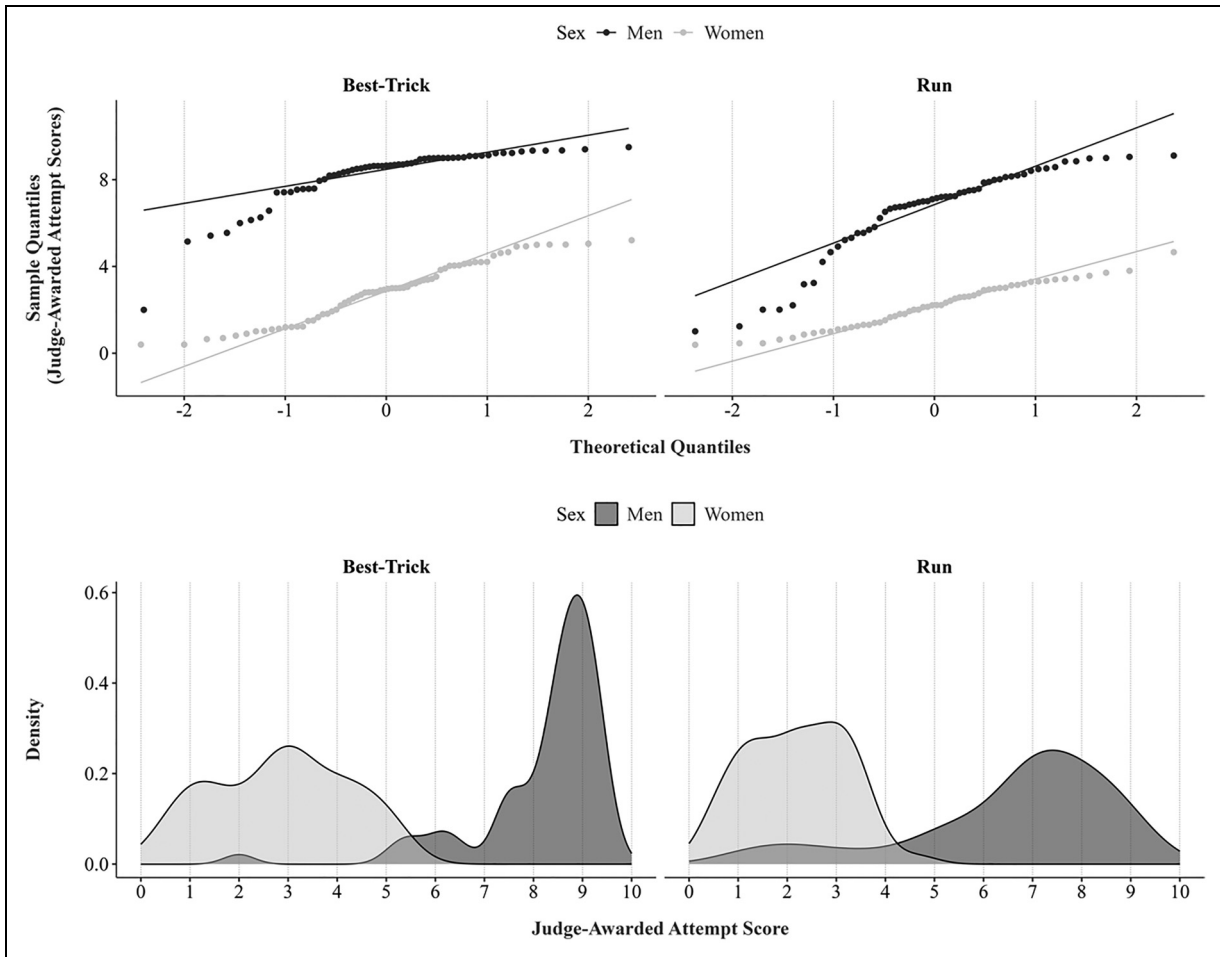 Sex Men Women
Best-Trick Run
Sample Quantiles
(Judge-Awarded Attempt Scores)
8
4
0
-2 -1 0 1 2 -2 -1 0 1 2
Theoretical Quantiles
Sex Men Women
Best-Trick Run
Density
0.6
0.4
0.2
0.0
0 1 2 3 4 5 6 7 8 9 10 0 1 2 3 4 5 6 7 8 9 10
Judge-Awarded Attempt Score